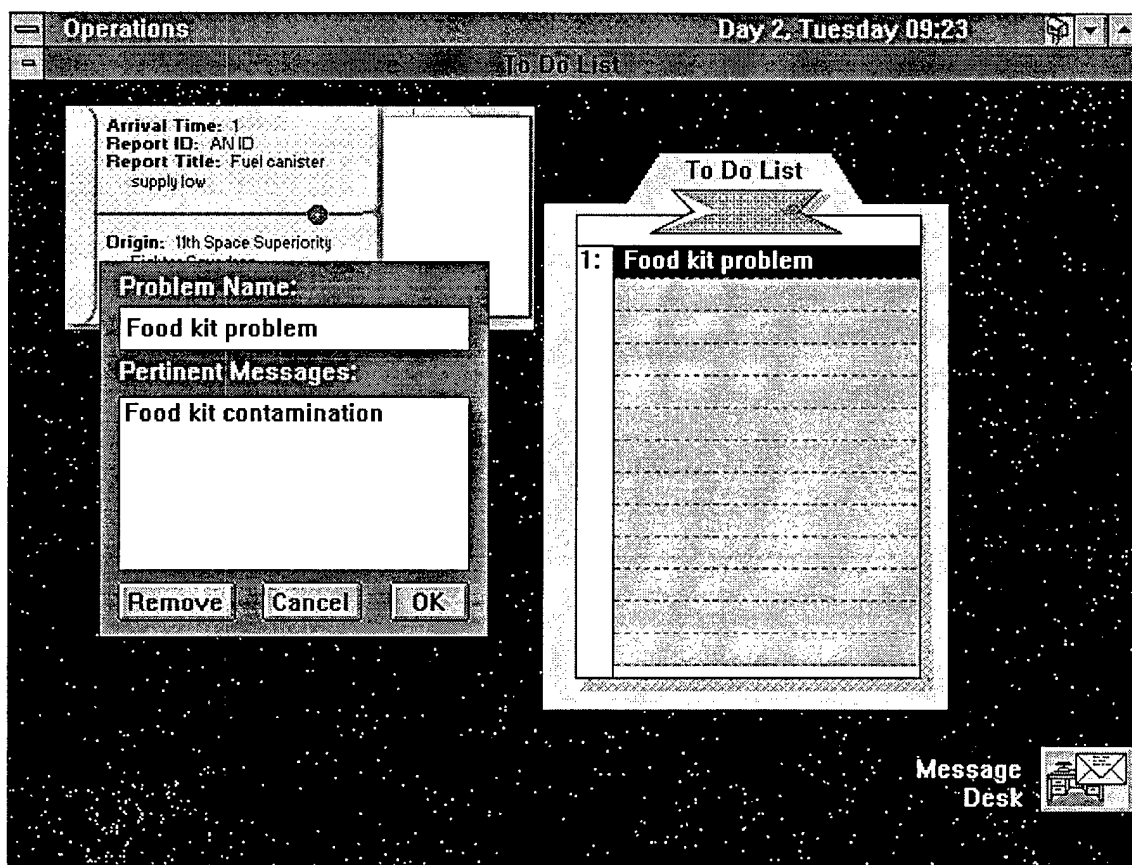 Operations
Day 2, Tuesday 09:23
To Do List
Arrival Time: 1
Report ID: AN ID
Report Title: Fuel canister
supply low
Origin: 11th Space Superiority
Fighter Squadron
Problem Name:
Food kit problem
Pertinent Messages:
Food kit contamination
Remove
Cancel
OK
To Do List
1: Food kit problem
Message
Desk